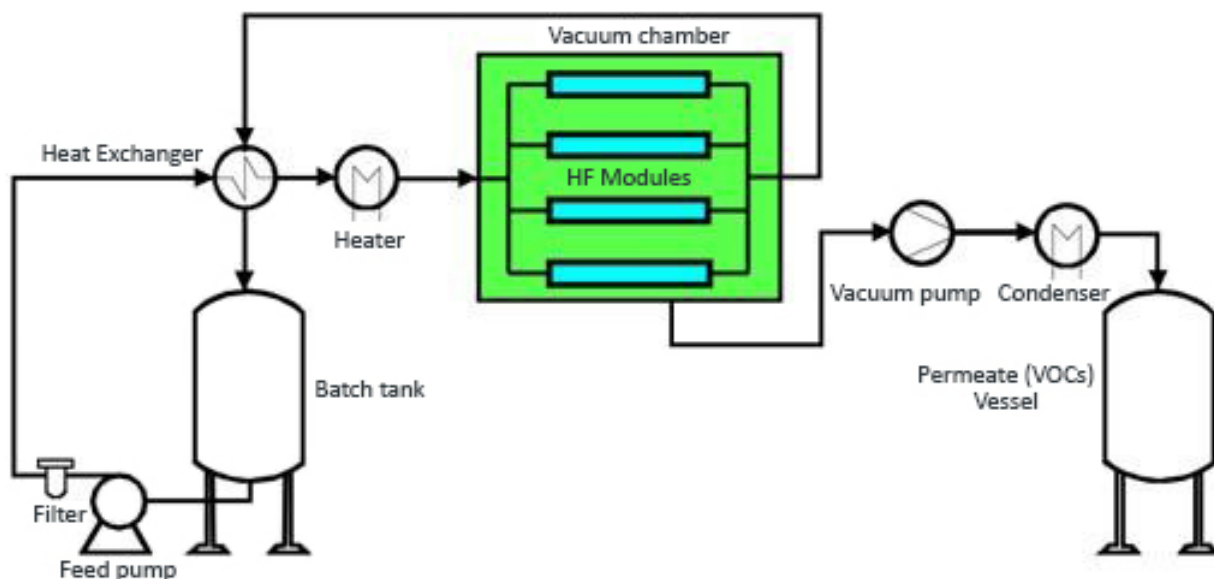 Vacuum chamber
Heat Exchanger
HF Modules
Heater
Vacuum pump
Condenser
Batch tank
Permeate (VOCs)
Vessel
Filter
Feed pump